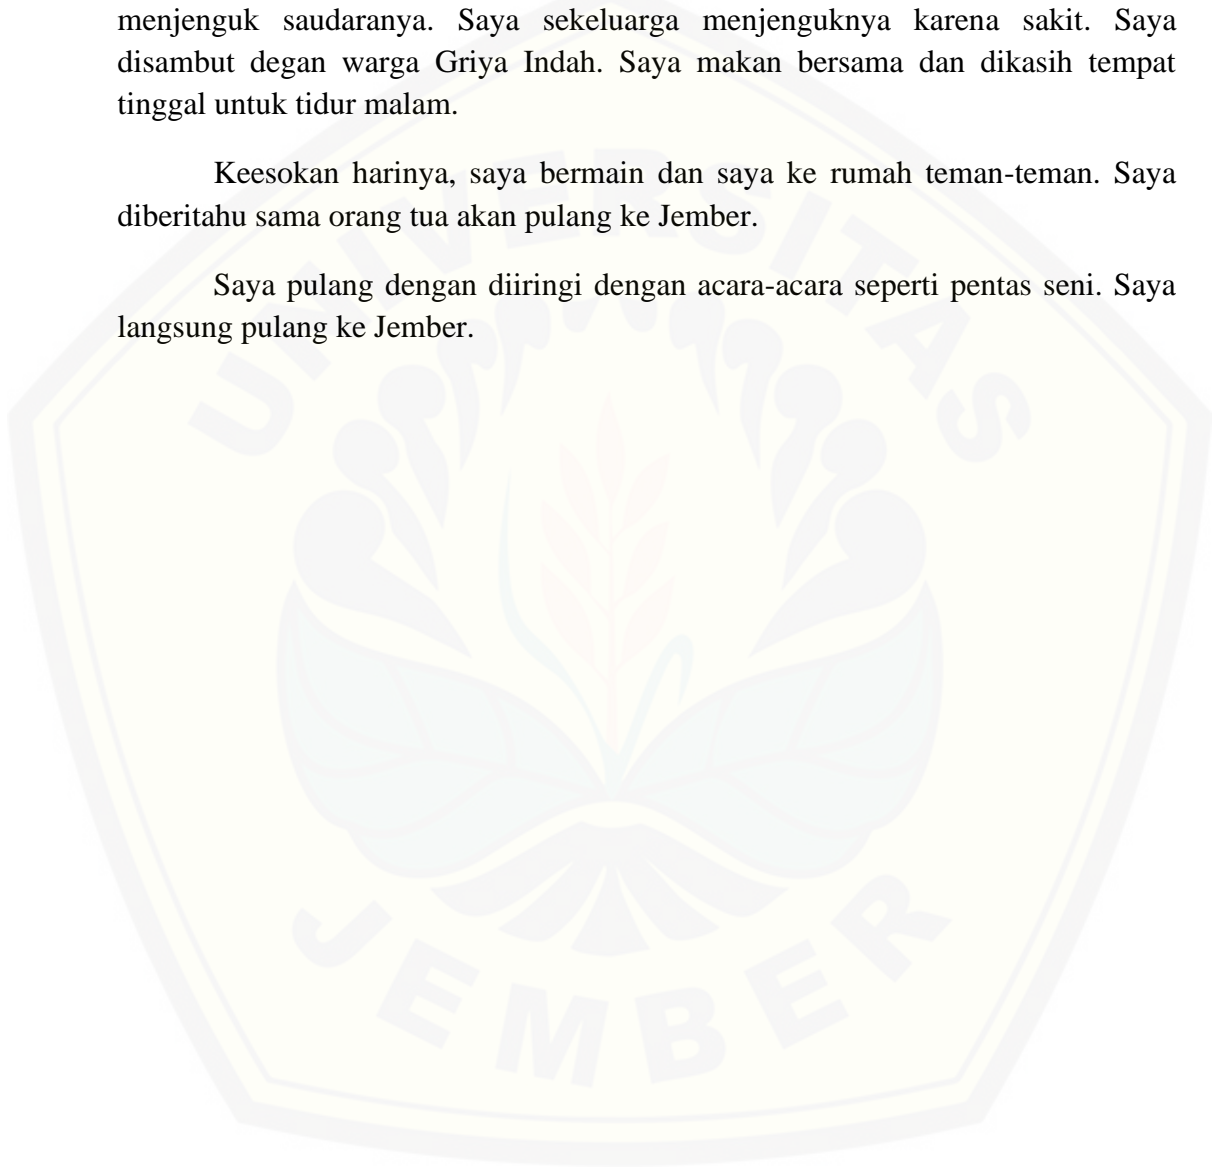 menjenguk saudaranya. Saya sekeluarga menjenguknya karena sakit. Saya
disambut degan warga Griya Indah. Saya makan bersama dan dikasih tempat
tinggal untuk tidur malam.
Keesokan harinya, saya bermain dan saya ke rumah teman-teman. Saya
diberitahu sama orang tua akan pulang ke Jember.
Saya pulang dengan diiringi dengan acara-acara seperti pentas seni. Saya
langsung pulang ke Jember.
UNIVERSITAS
JEMBER